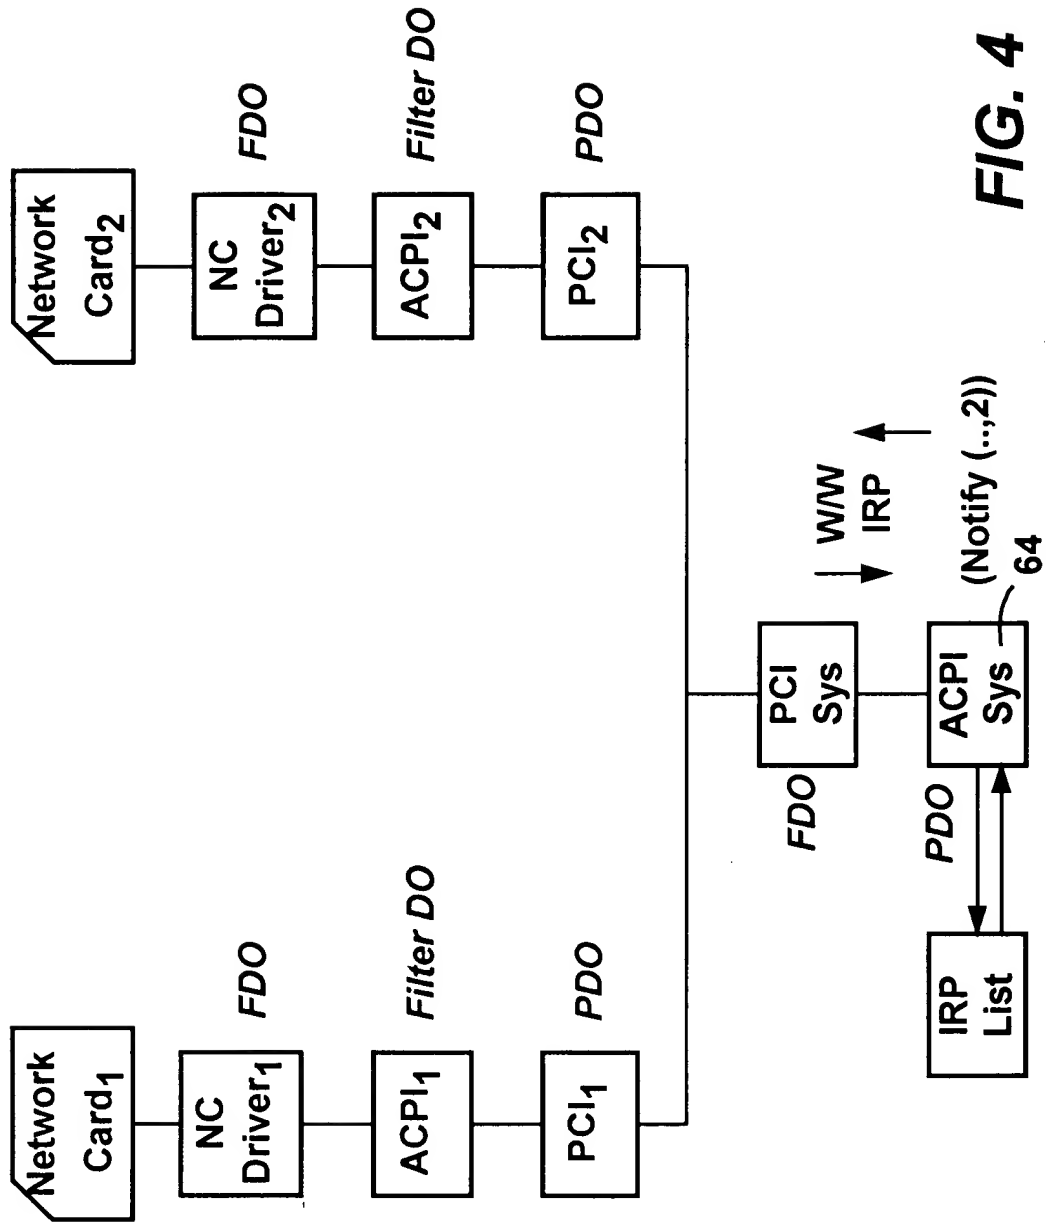 Network
Card1
NC
Driver1
FDO
ACPI1
Filter DO
PCI1
PDO
Network
Card2
NC
Driver2
FDO
ACPI2
Filter DO
PCI2
PDO
PCI
Sys
FDO
W/W
IRP
ACPI
Sys
PDO
(Notify (..,2))
64
IRP
List
FIG. 4